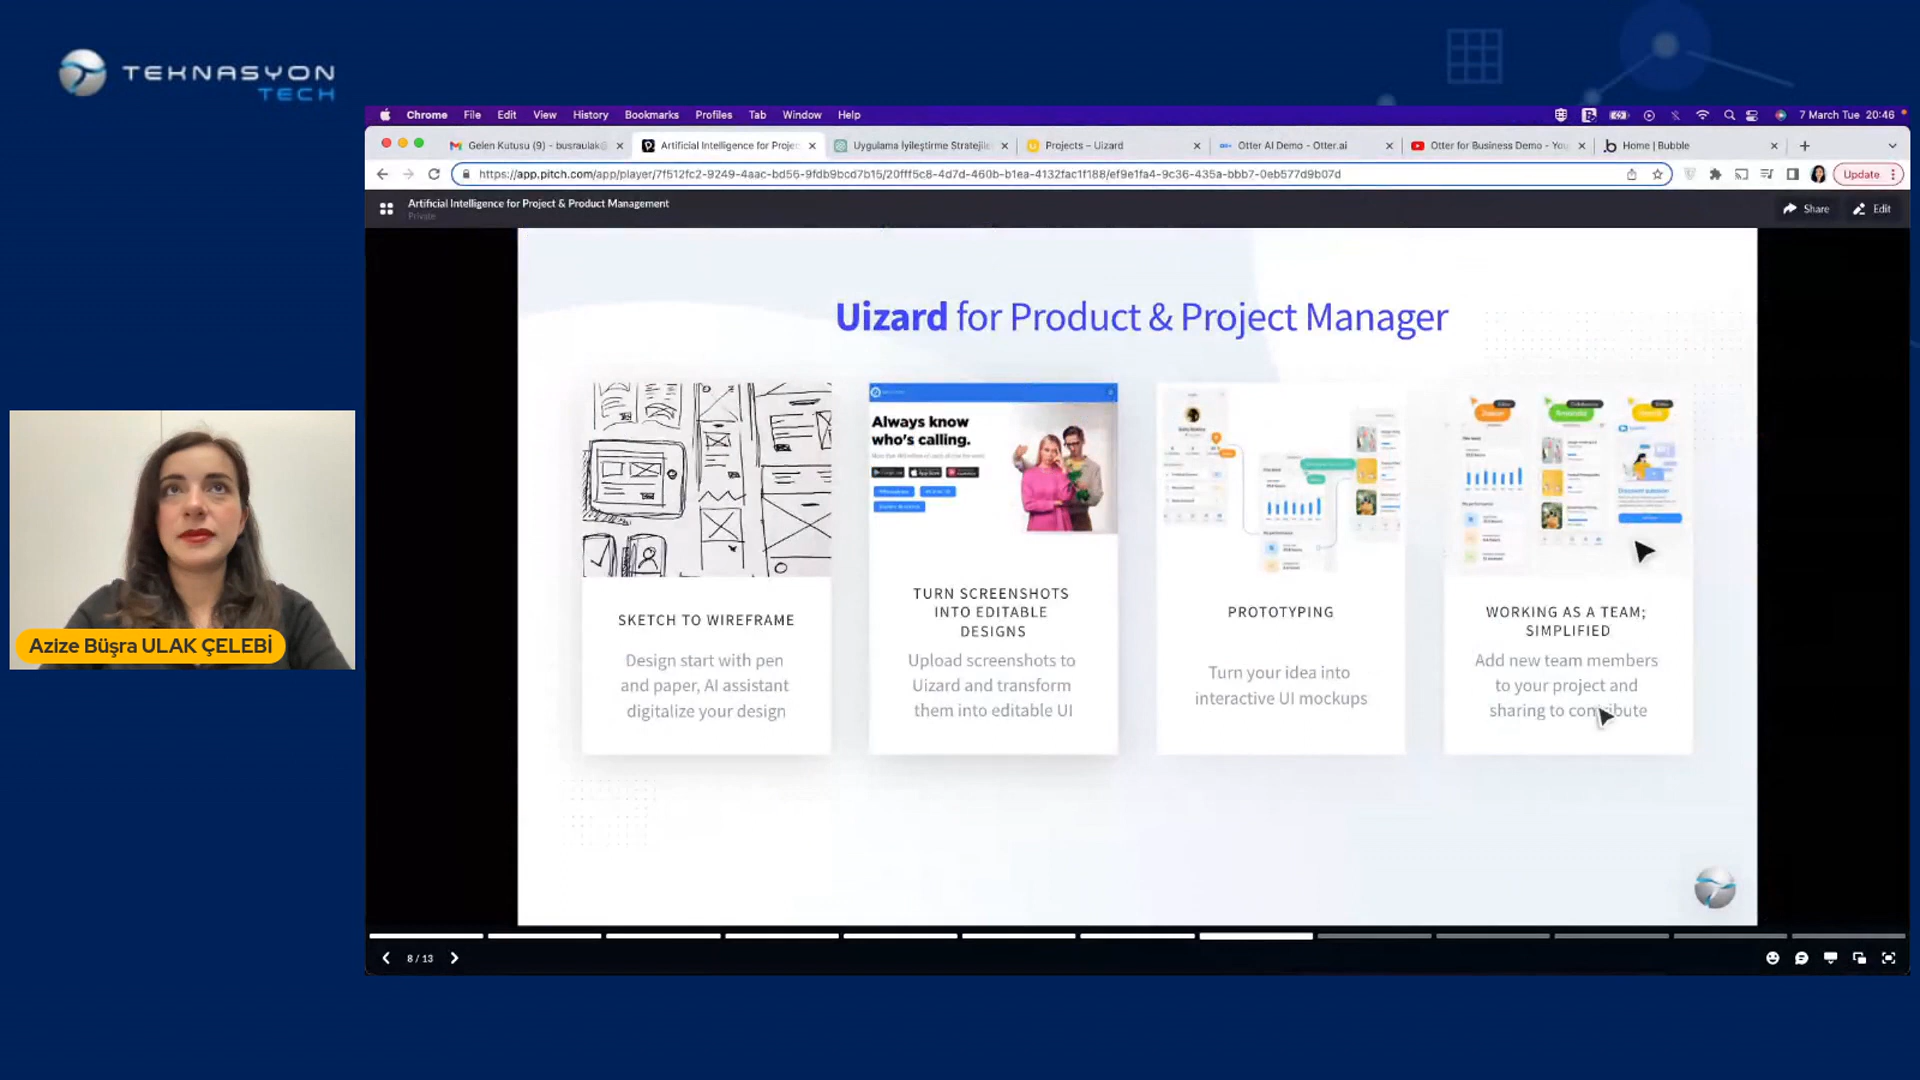 TEKNASYON
TECH
Chrome File Edit View History Bookmarks Profiles Tab Window Help
7 March Tue 20:46
Gelen Kutusu (9) - busraulak@
Artificial Intelligence for Projec
Uygulama İyileştirme Stratejile
Projects – Uizard
Otter AI Demo - Otter.ai
Otter for Business Demo - You
Home | Bubble
https://app.pitch.com/app/player/7f512fc2-9249-4aac-bd56-9fdb9bcd7b15/20fff5c8-4d7d-460b-b1ea-4132fac1f188/ef9e1fa4-9c36-435a-bbb7-0eb577d9b07d
Update
Artificial Intelligence for Project & Product Management
Private
Share
Edit
Uizard for Product & Project Manager
Always know
who's calling.
SKETCH TO WIREFRAME
Design start with pen
and paper, AI assistant
digitalize your design
TURN SCREENSHOTS
INTO EDITABLE
DESIGNS
Upload screenshots to
Uizard and transform
them into editable UI
PROTOTYPING
Turn your idea into
interactive UI mockups
WORKING AS A TEAM;
SIMPLIFIED
Add new team members
to your project and
sharing to contribute
Azize Büşra ULAK ÇELEBİ
8 / 13